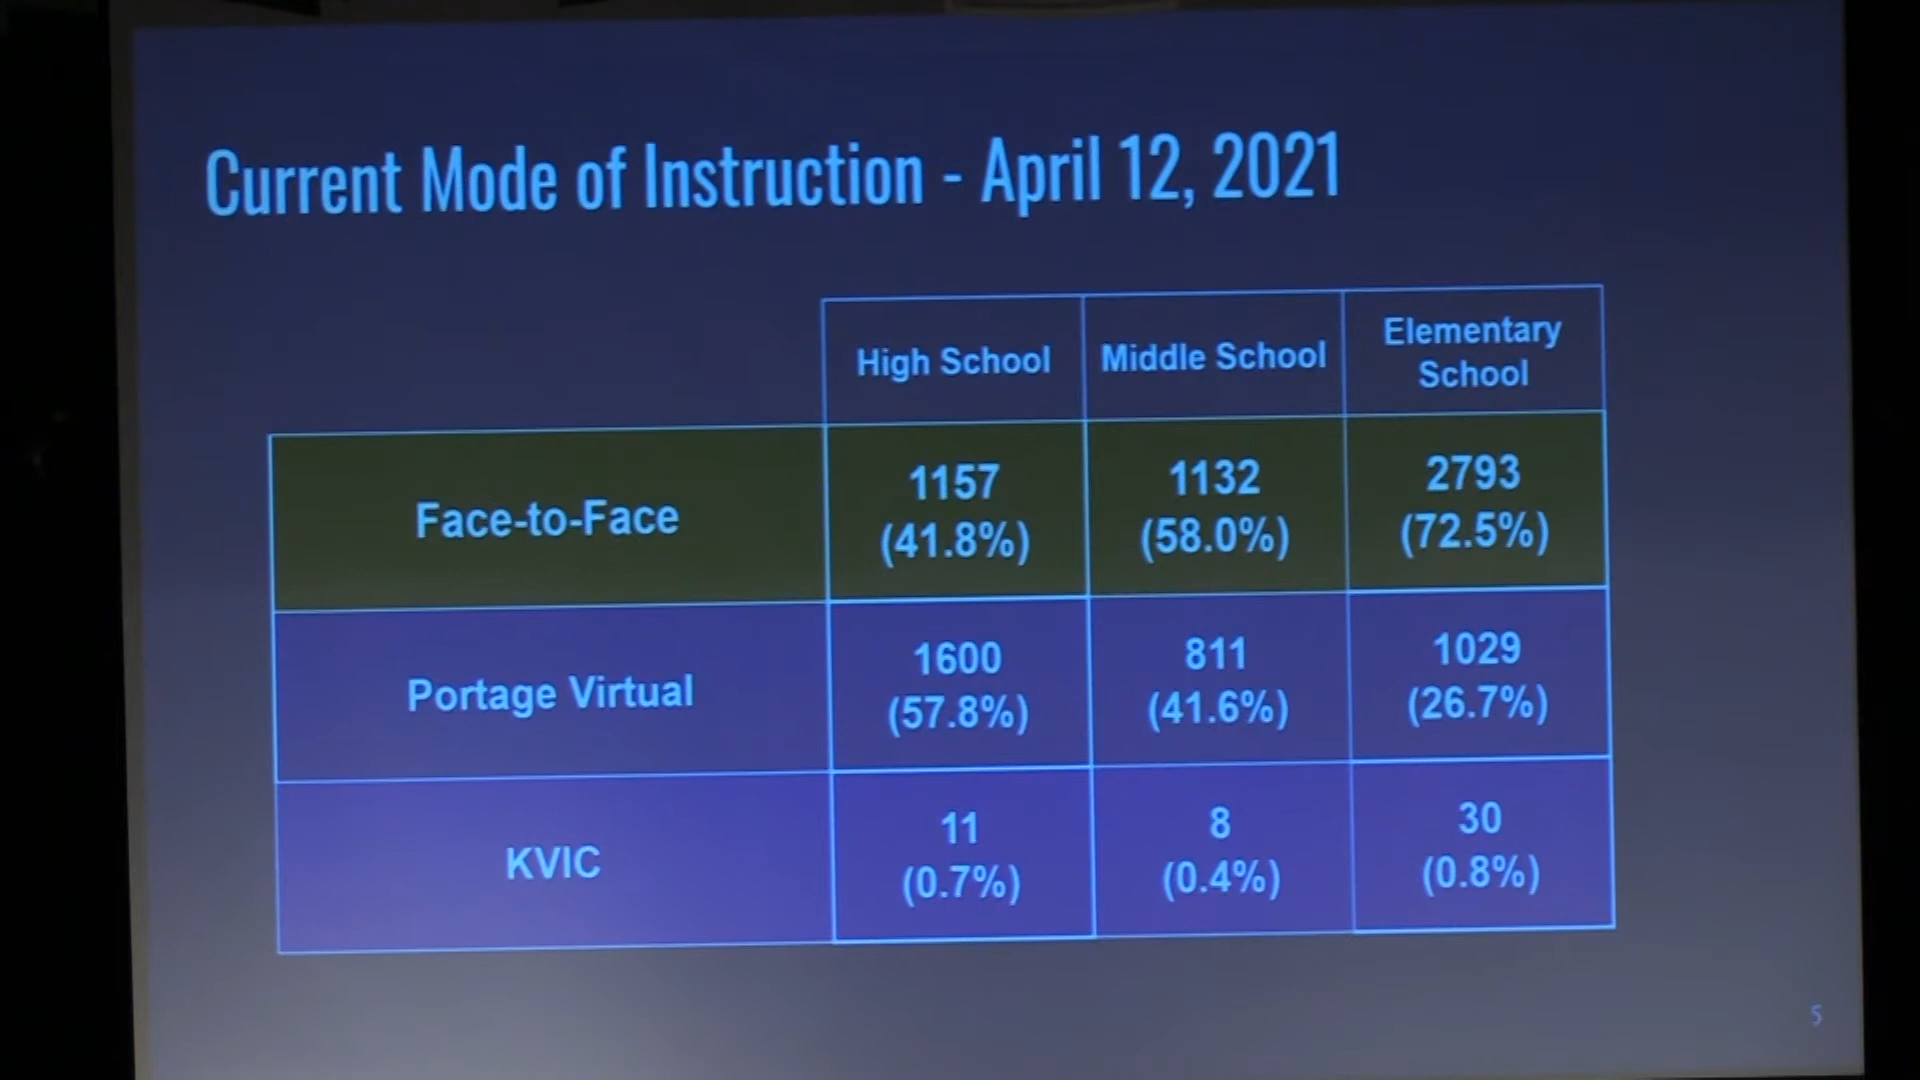 Current Mode of Instruction - April 12, 2021
High School
Middle School
Elementary
School
Face-to-Face
1157
(41.8%)
1132
(58.0%)
2793
(72.5%)
Portage Virtual
1600
(57.8%)
811
(41.6%)
1029
(26.7%)
KVIC
11
(0.7%)
8
(0.4%)
30
(0.8%)
5